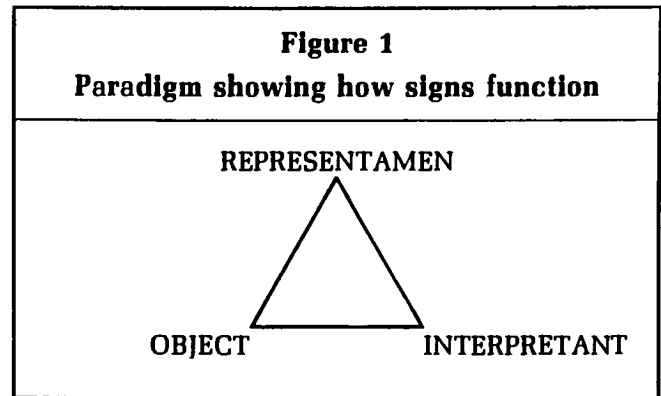 Figure 1
Paradigm showing how signs function
REPRESENTAMEN
OBJECT INTERPRETANT